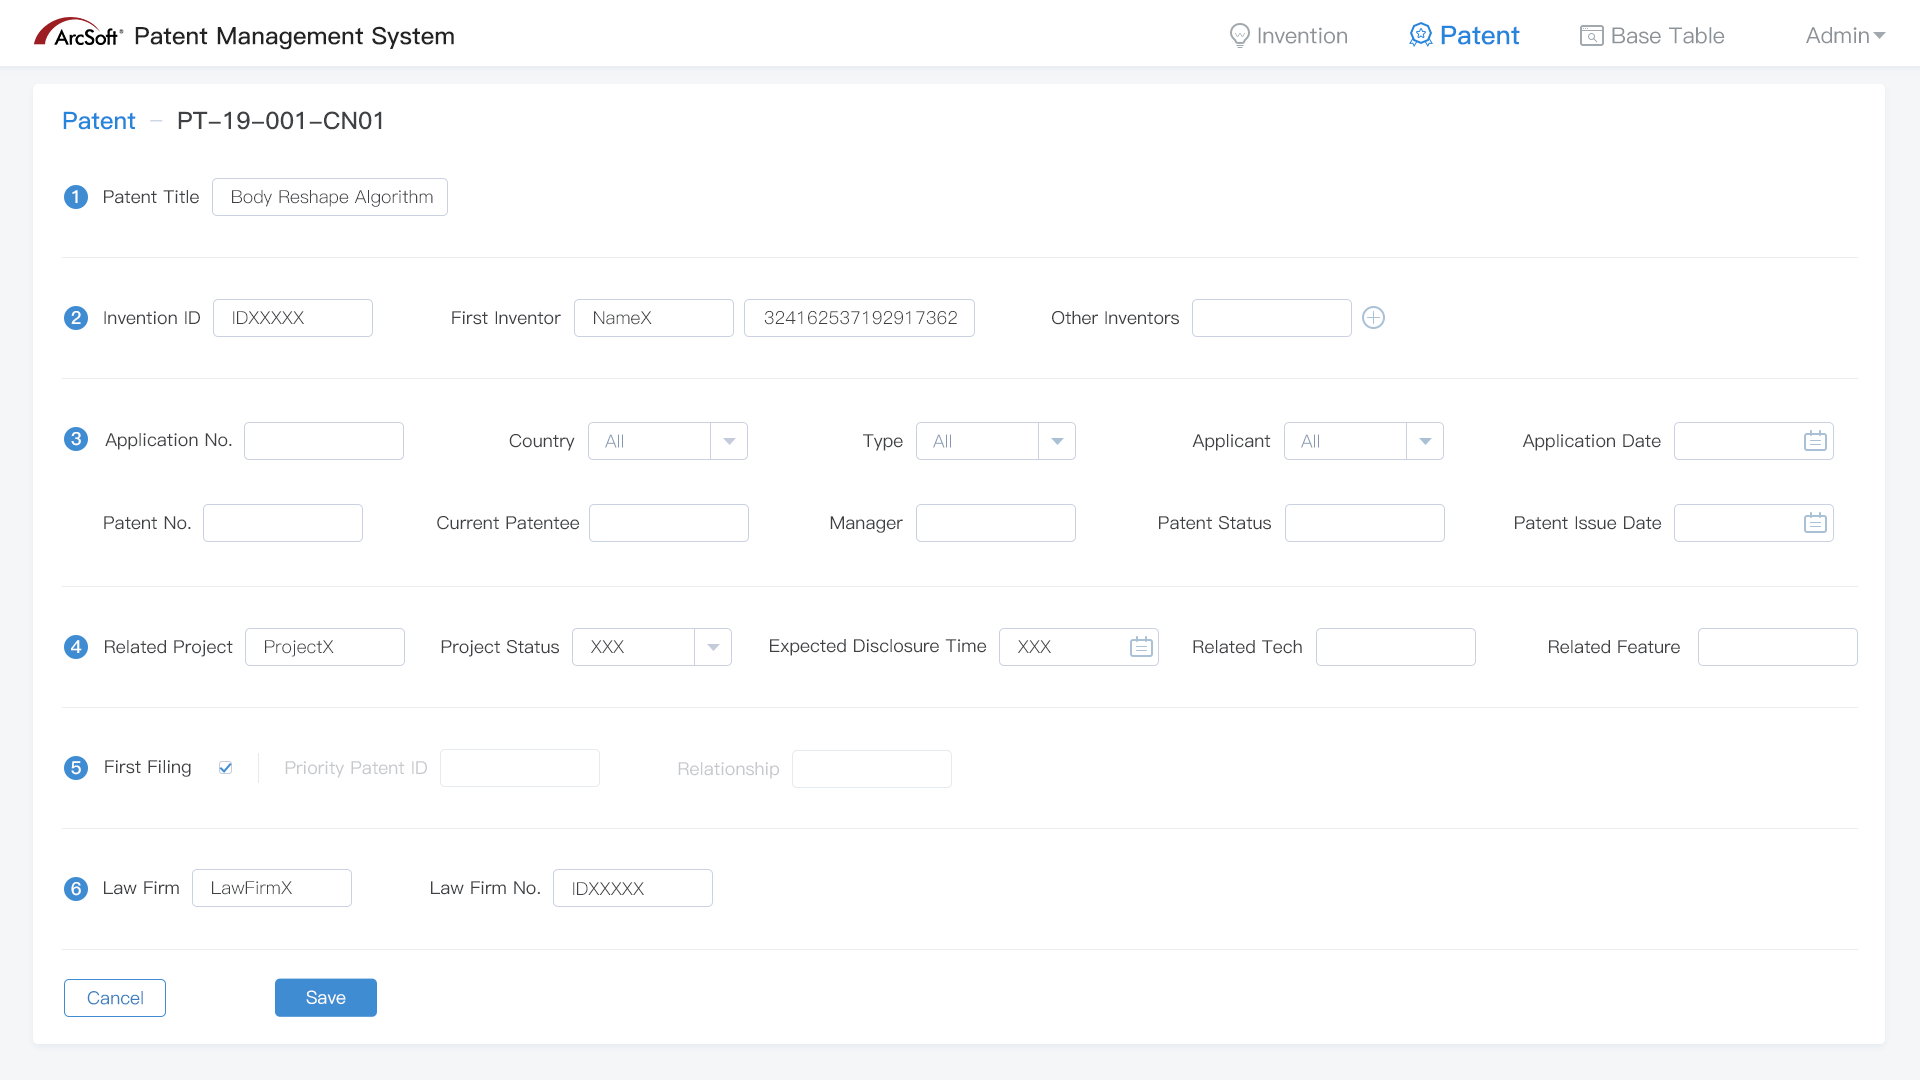 ArcSoft® Patent Management System
Invention
Patent
Base Table
Admin
Patent – PT-19-001-CN01
1 Patent Title Body Reshape Algorithm
2 Invention ID IDXXXXX First Inventor NameX 324162537192917362 Other Inventors
3 Application No. Country All Type All Applicant All Application Date
Patent No. Current Patentee Manager Patent Status Patent Issue Date
4 Related Project ProjectX Project Status XXX Expected Disclosure Time XXX Related Tech Related Feature
5 First Filing Priority Patent ID Relationship
6 Law Firm LawFirmX Law Firm No. IDXXXXX
Cancel Save